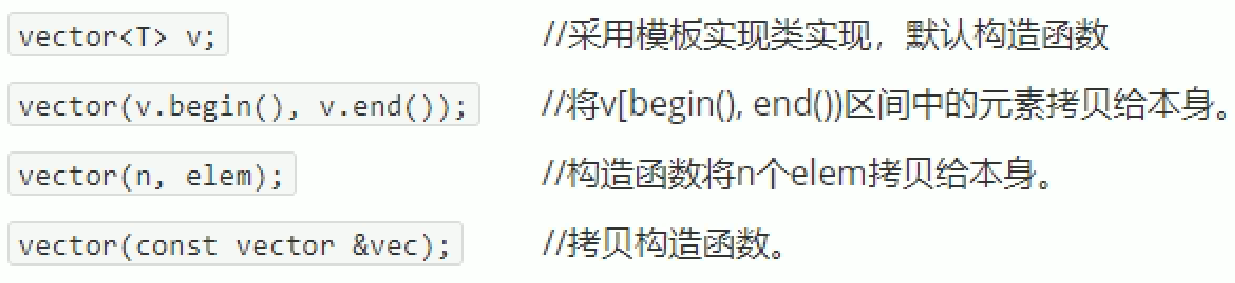 vector<T> v; //采用模板实现类实现，默认构造函数
vector(v.begin(), v.end()); //将v[begin(), end())区间中的元素拷贝给本身。
vector(n, elem); //构造函数将n个elem拷贝给本身。
vector(const vector &vec); //拷贝构造函数。